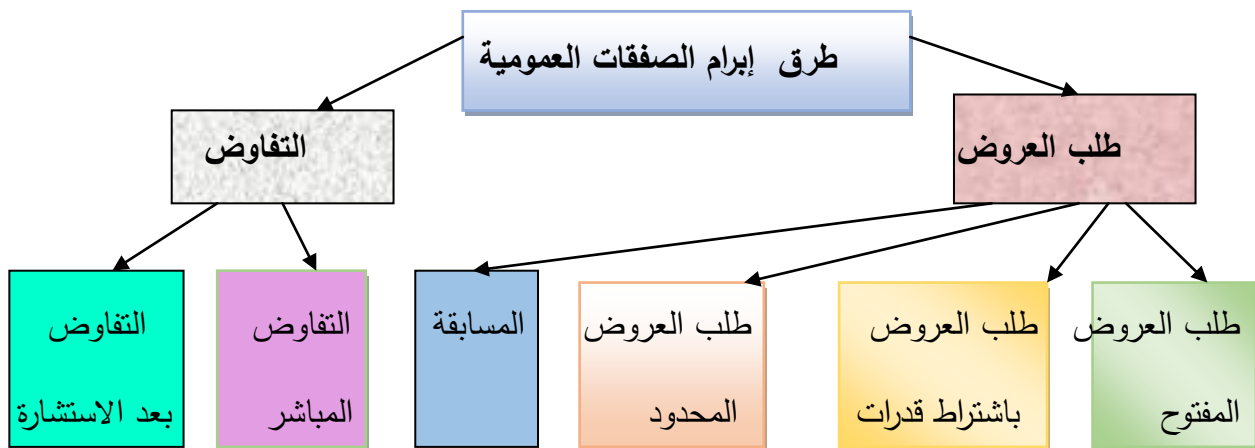 طرق إبرام الصفقات العمومية
طلب العروض
التفاوض
طلب العروض
المفتوح
طلب العروض
باشتراط قدرات
طلب العروض
المحدود
المسابقة
التفاوض
المباشر
التفاوض
بعد الاستشارة